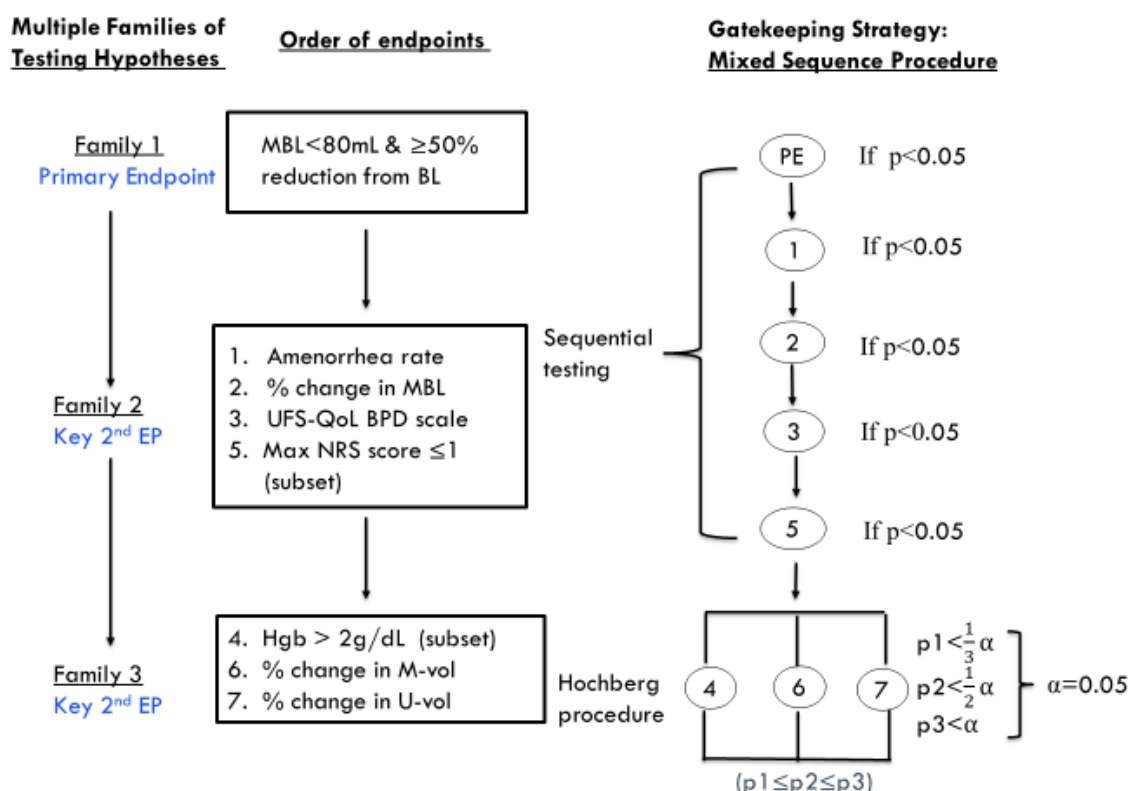 Multiple Families of
Testing Hypotheses
Order of endpoints
Gatekeeping Strategy:
Mixed Sequence Procedure
Family 1
Primary Endpoint
MBL<80mL & ≥50%
reduction from BL
PE
If p<0.05
1
If p<0.05
Family 2
Key 2nd EP
1. Amenorrhea rate
2. % change in MBL
3. UFS-QoL BPD scale
5. Max NRS score ≤1
(subset)
Sequential
testing
2
If p<0.05
3
If p<0.05
5
If p<0.05
Family 3
Key 2nd EP
4. Hgb > 2g/dL (subset)
6. % change in M-vol
7. % change in U-vol
Hochberg
procedure
4
6
7
p1<1/3 α
p2<1/2 α
p3<α
α=0.05
(p1≤p2≤p3)